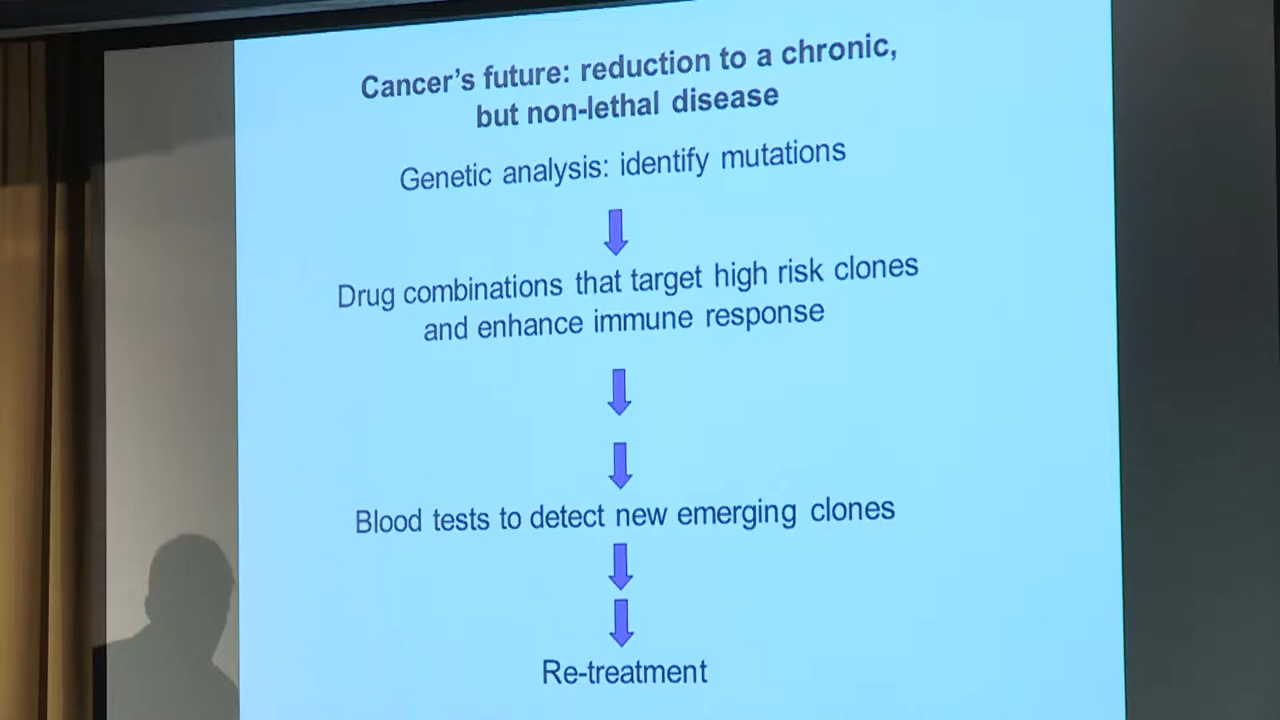 Cancer's future: reduction to a chronic,
but non-lethal disease
Genetic analysis: identify mutations
Drug combinations that target high risk clones
and enhance immune response
Blood tests to detect new emerging clones
Re-treatment